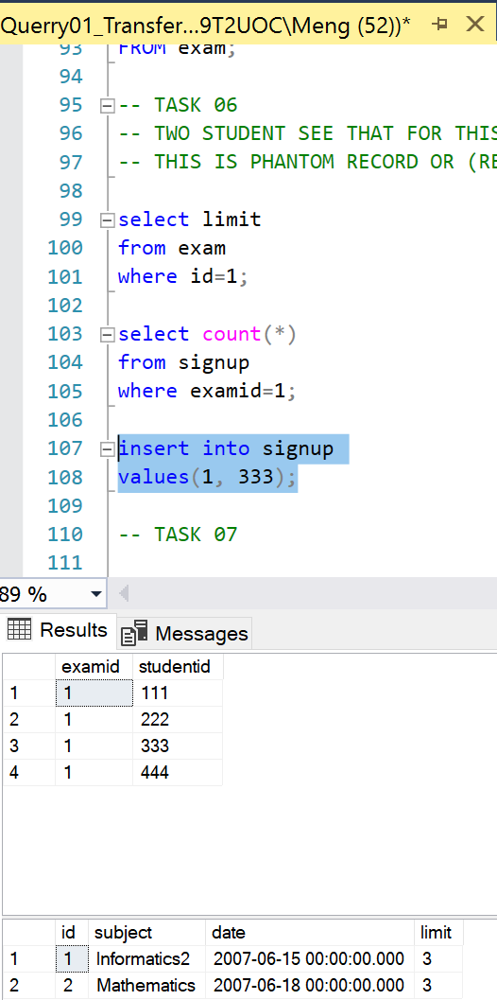 Querry01_Transfer...9T2UOC\Meng (52))*
93 FROM exam;
94
95 -- TASK 06
96 -- TWO STUDENT SEE THAT FOR THIS
97 -- THIS IS PHANTOM RECORD OR (RE
98
99 select limit
100 from exam
101 where id=1;
102
103 select count(*)
104 from signup
105 where examid=1;
106
107 insert into signup
108 values(1, 333);
109
110 -- TASK 07
111
89 %
Results Messages
examid studentid
1 1 111
2 1 222
3 1 333
4 1 444
id subject date limit
1 1 Informatics2 2007-06-15 00:00:00.000 3
2 2 Mathematics 2007-06-18 00:00:00.000 3